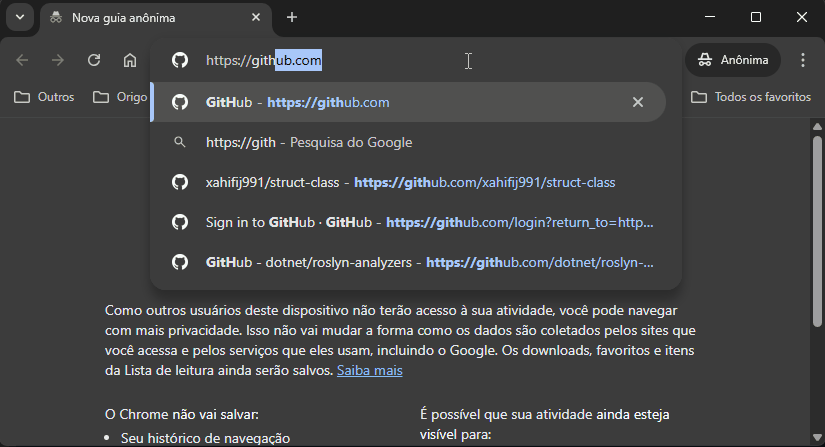 Nova guia anônima
https://github.com
Anônima
Outros
Origo
Todos os favoritos
GitHub - https://github.com
https://gith - Pesquisa do Google
xahifij991/struct-class - https://github.com/xahifij991/struct-class
Sign in to GitHub · GitHub - https://github.com/login?return_to=http...
GitHub - dotnet/roslyn-analyzers - https://github.com/dotnet/roslyn-...
Como outros usuários deste dispositivo não terão acesso à sua atividade, você pode navegar
com mais privacidade. Isso não vai mudar a forma como os dados são coletados pelos sites que
você acessa e pelos serviços que eles usam, incluindo o Google. Os downloads, favoritos e itens
da Lista de leitura ainda serão salvos. Saiba mais
O Chrome não vai salvar:
• Seu histórico de navegação
É possível que sua atividade ainda esteja
visível para: